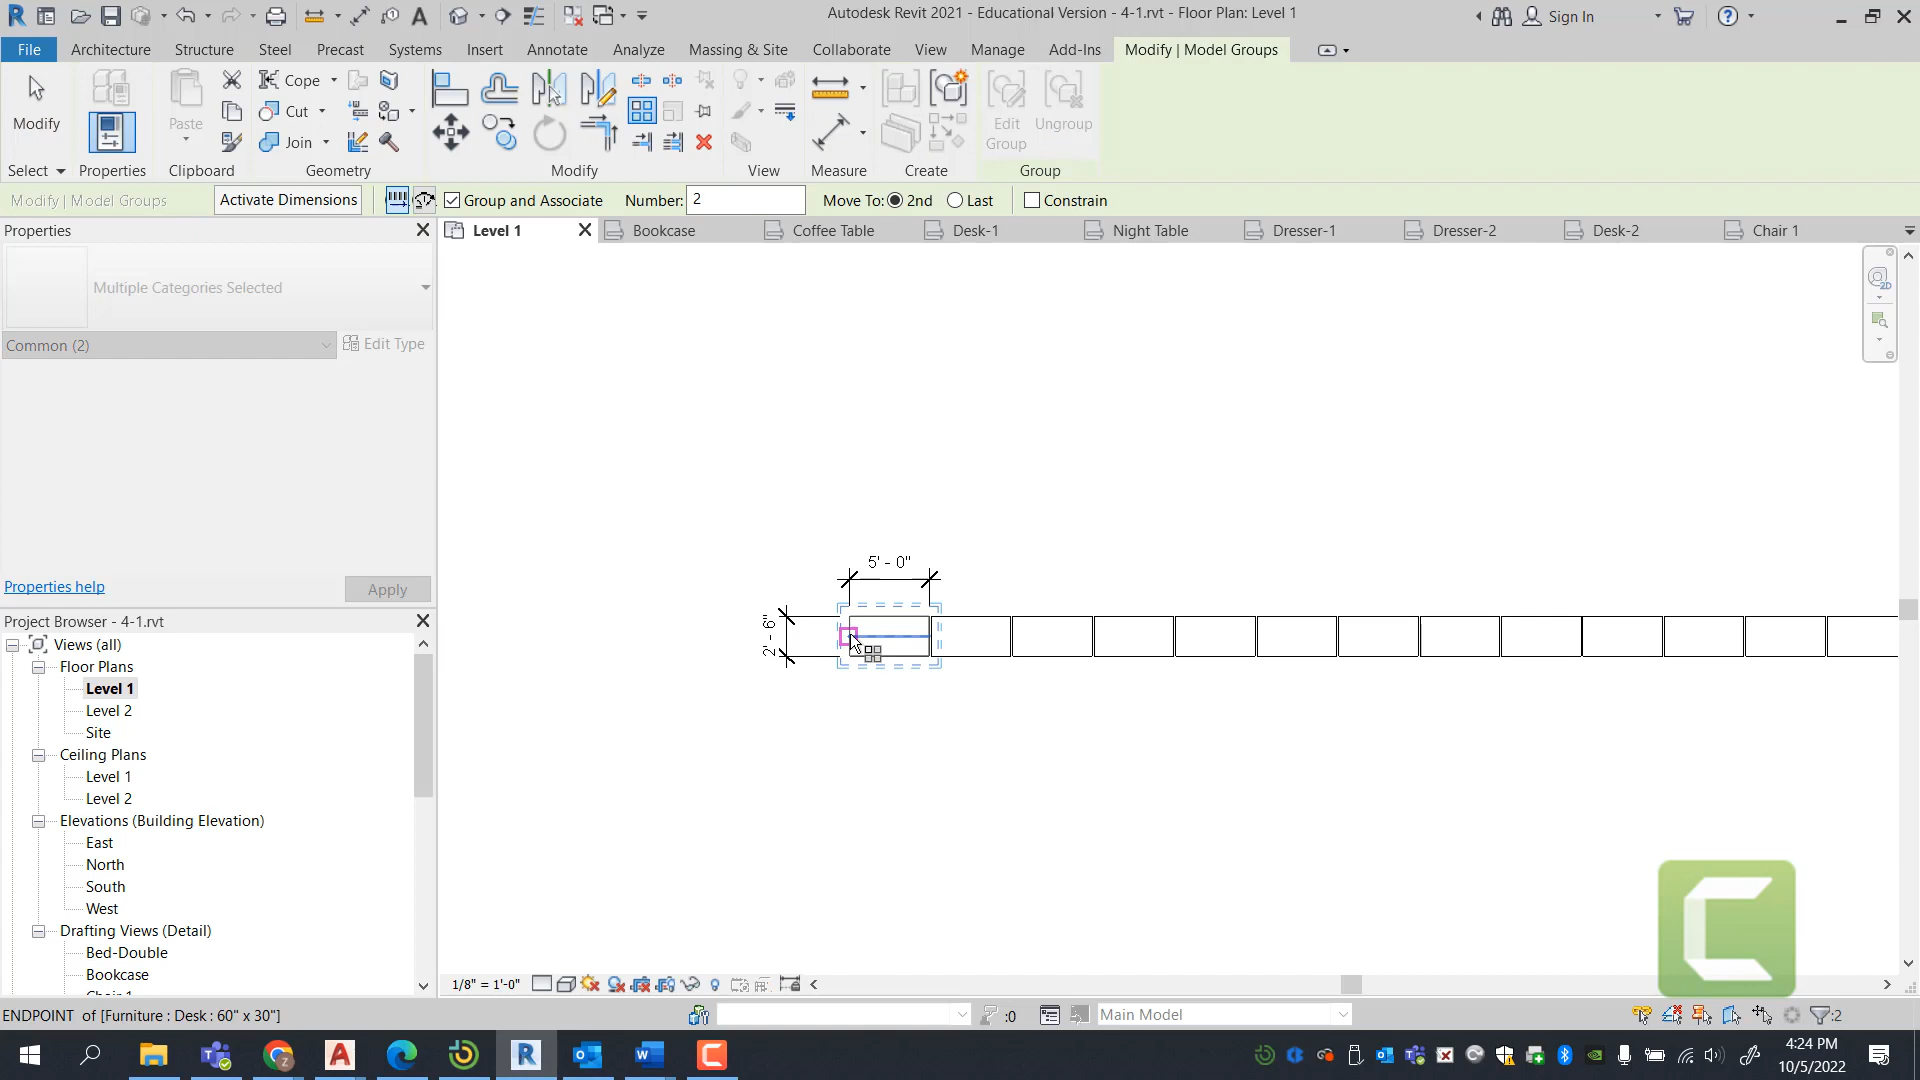 Autodesk Revit 2021 - Educational Version - 4-1.rvt - Floor Plan: Level 1
Sign In
File Architecture Structure Steel Precast Systems Insert Annotate Analyze Massing & Site Collaborate View Manage Add-Ins Modify | Model Groups
Cope
Cut
Join
Modify
Paste
Edit
Group
Ungroup
Select Properties Clipboard Geometry Modify View Measure Create Group
Modify | Model Groups Activate Dimensions Group and Associate Number: 2 Move To: 2nd Last Constrain
Properties
Level 1 Bookcase Coffee Table Desk-1 Night Table Dresser-1 Dresser-2 Desk-2 Chair 1
Multiple Categories Selected
Common (2) Edit Type
2D
5' - 0"
2' - 6"
Properties help Apply
Project Browser - 4-1.rvt
Views (all)
Floor Plans
Level 1
Level 2
Site
Ceiling Plans
Level 1
Level 2
Elevations (Building Elevation)
East
North
South
West
Drafting Views (Detail)
Bed-Double
Bookcase
Chair 1
1/8" = 1'-0"
ENDPOINT of [Furniture : Desk : 60" x 30"]
:0
Main Model
:2
4:24 PM
10/5/2022